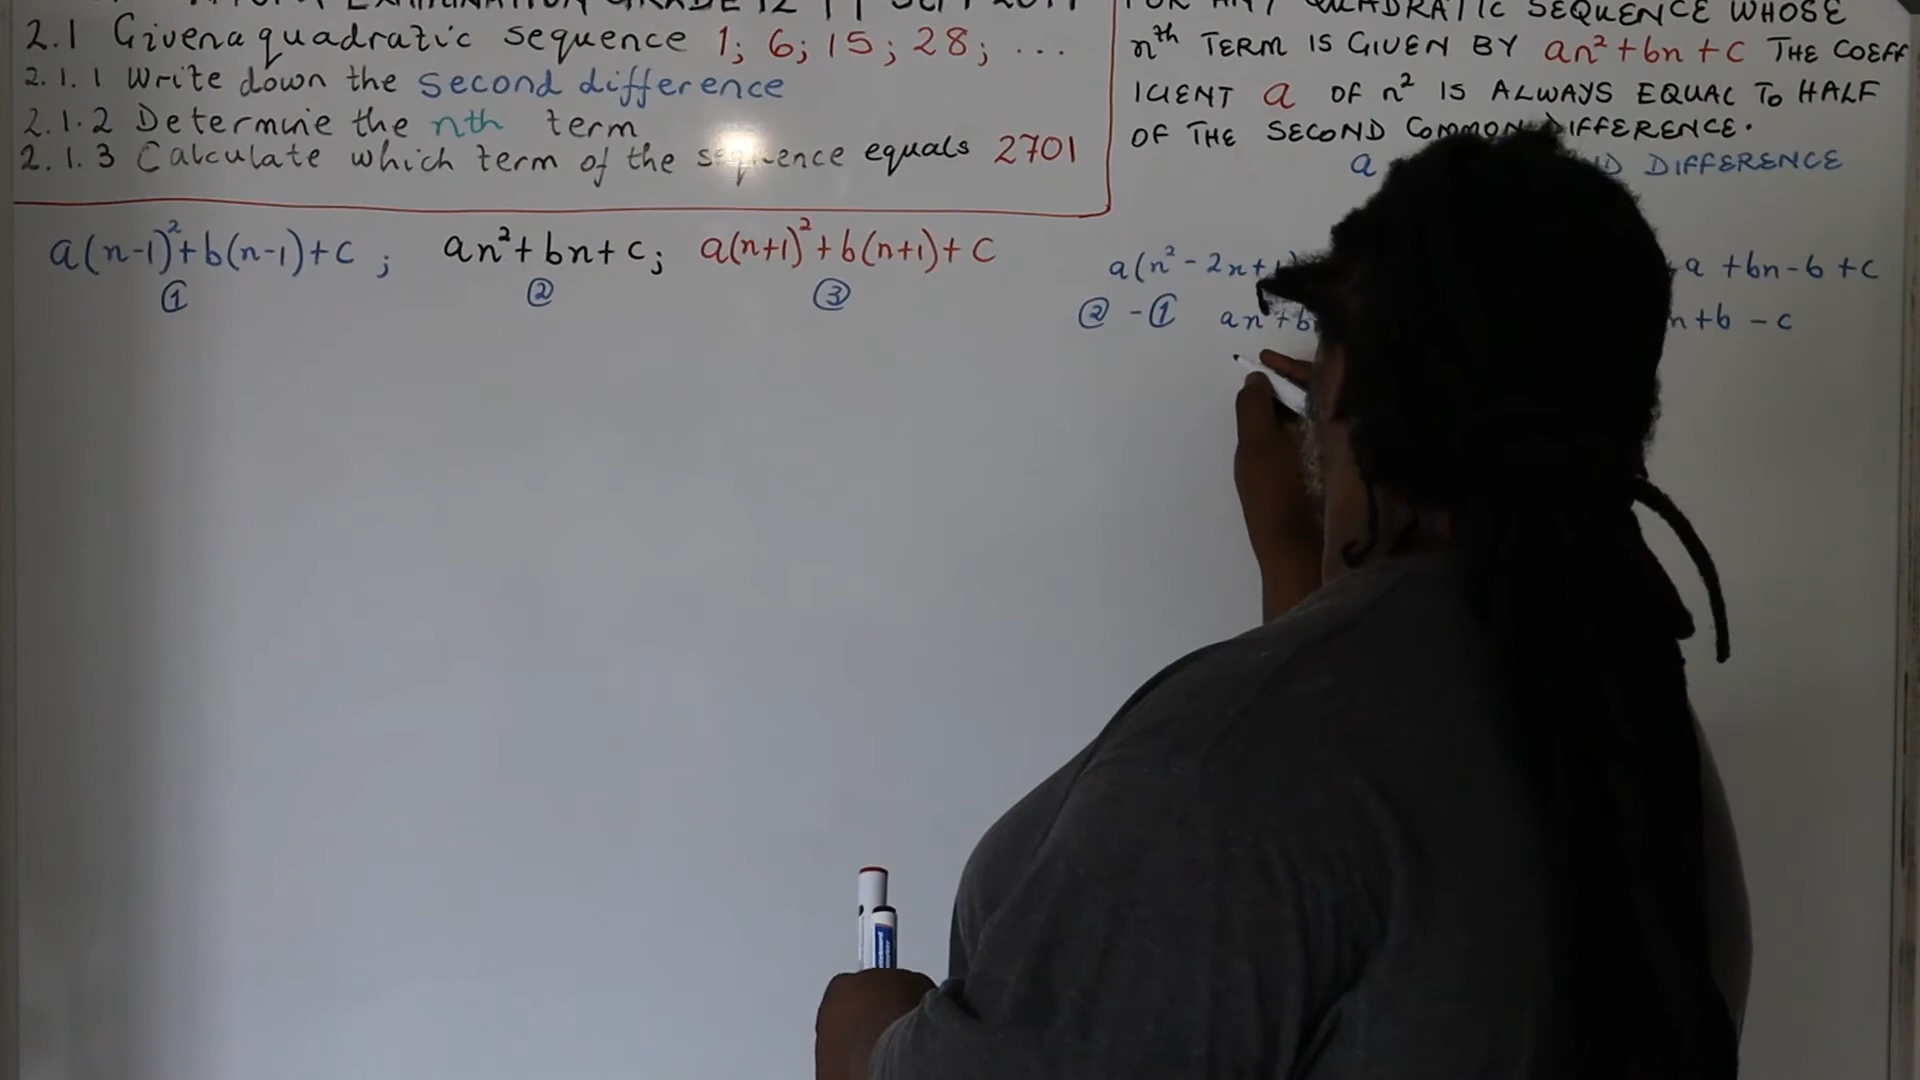 EXAMINATION GRADE 12 11 SEPT 2011
2.1 Given a quadratic sequence 1; 6; 15; 28; ...
2.1.1 Write down the second difference
2.1.2 Determine the nth term
2.1.3 Calculate which term of the sequence equals 2701
FOR ANY QUADRATIC SEQUENCE WHOSE
nth TERM IS GIVEN BY an²+bn+c THE COEFF
ICIENT a OF n² IS ALWAYS EQUAL TO HALF
OF THE SECOND COMMON DIFFERENCE.
a DIFFERENCE
a(n-1)²+b(n-1)+c ; an²+bn+c; a(n+1)²+b(n+1)+c
① ② ③
a(n²-2n+1 a +bn-b +c
②-① an²+b n+b -c